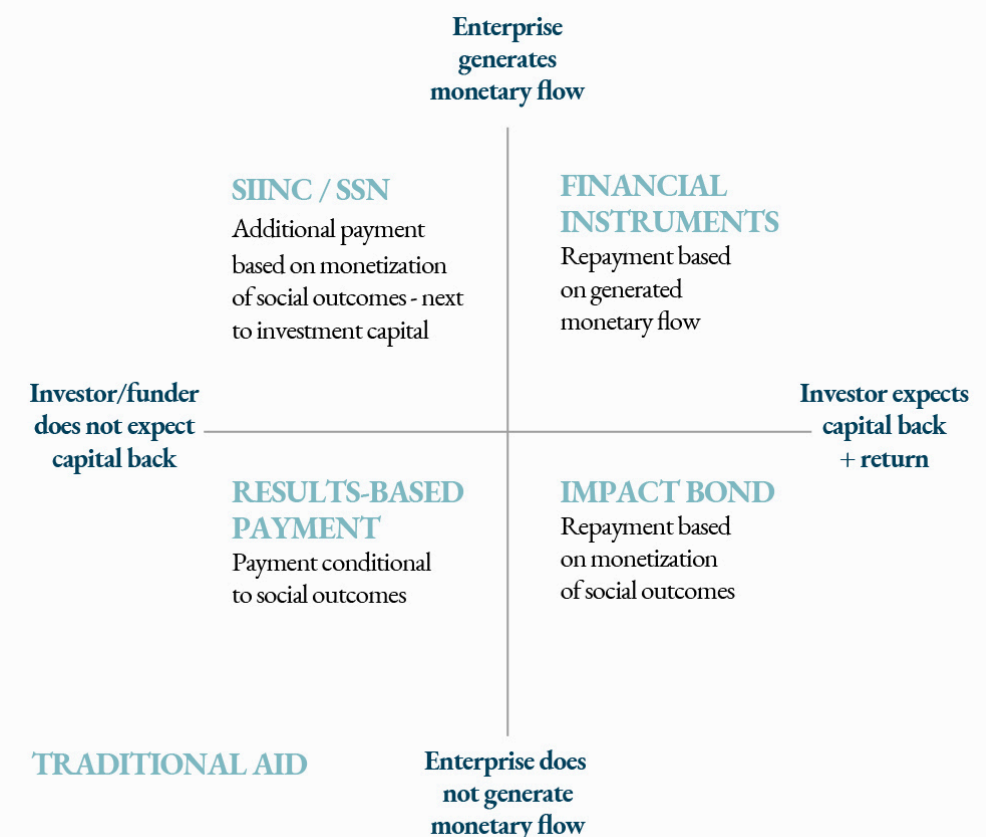 Enterprise
generates
monetary flow
SIINC / SSN
Additional payment
based on monetization
of social outcomes - next
to investment capital
FINANCIAL
INSTRUMENTS
Repayment based
on generated
monetary flow
Investor/funder
does not expect
capital back
Investor expects
capital back
+ return
RESULTS-BASED
PAYMENT
Payment conditional
to social outcomes
IMPACT BOND
Repayment based
on monetization
of social outcomes
TRADITIONAL AID
Enterprise does
not generate
monetary flow